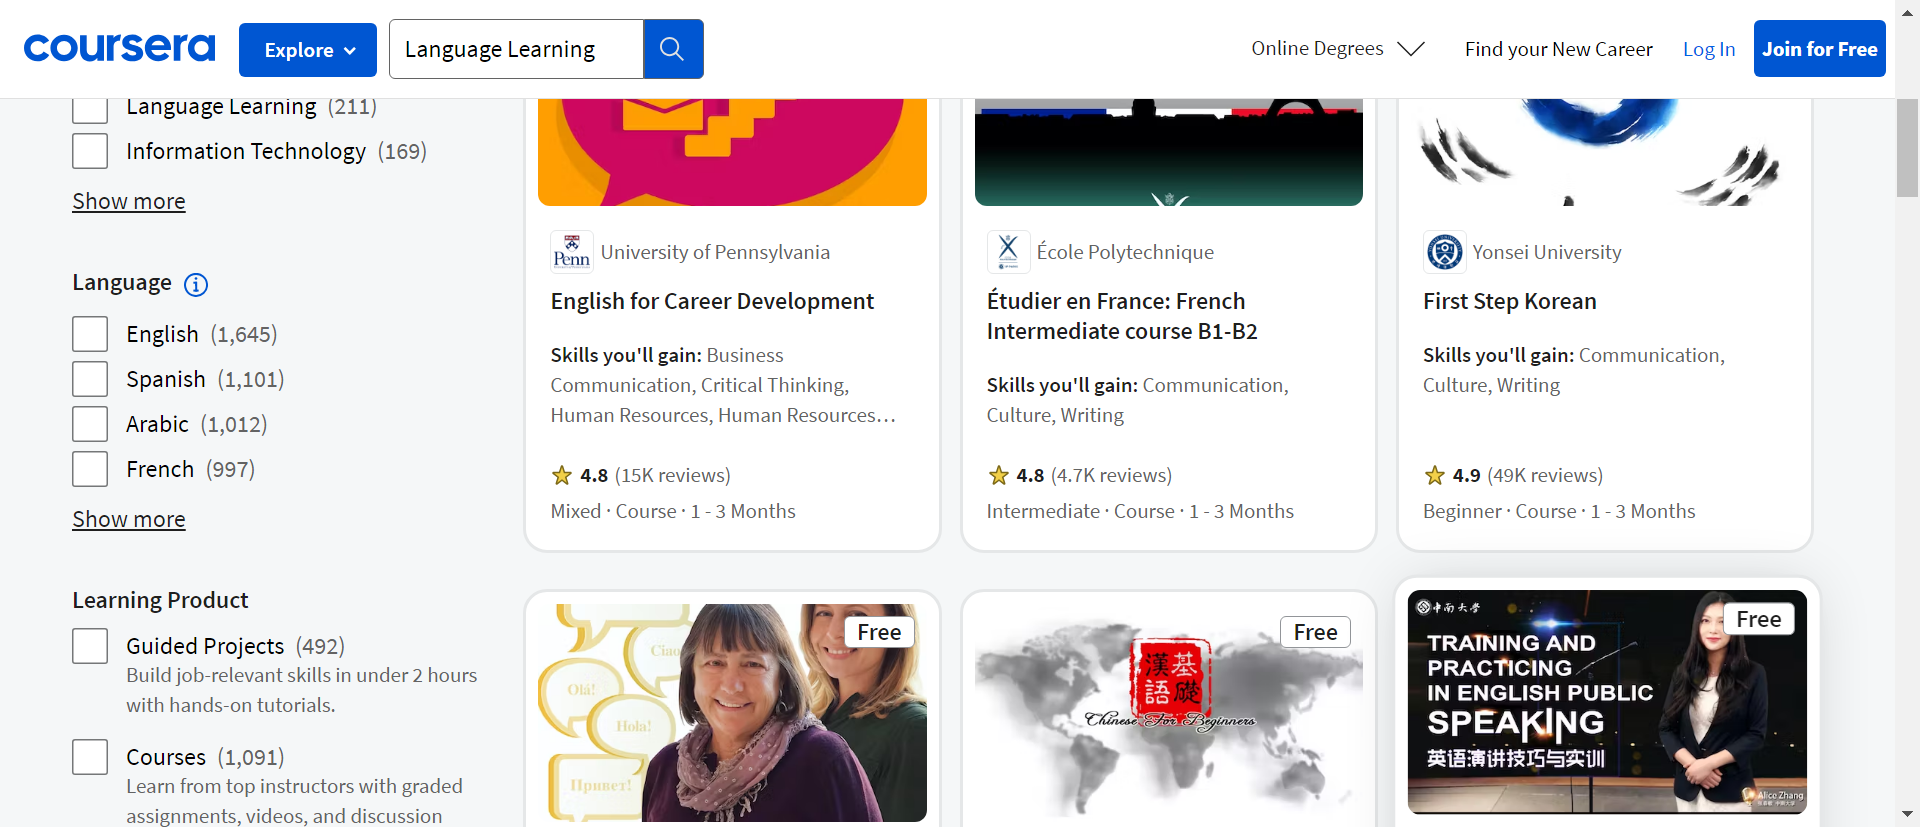 coursera
Explore
Language Learning
Online Degrees
Find your New Career
Log In
Join for Free
Language Learning (211)
Information Technology (169)
Show more
Language
English (1,645)
Spanish (1,101)
Arabic (1,012)
French (997)
Show more
Learning Product
Guided Projects (492)
Build job-relevant skills in under 2 hours
with hands-on tutorials.
Courses (1,091)
Learn from top instructors with graded
assignments, videos, and discussion
Penn
University of Pennsylvania
English for Career Development
Skills you'll gain: Business
Communication, Critical Thinking,
Human Resources, Human Resources…
4.8 (15K reviews)
Mixed · Course · 1 - 3 Months
École Polytechnique
Étudier en France: French
Intermediate course B1-B2
Skills you'll gain: Communication,
Culture, Writing
4.8 (4.7K reviews)
Intermediate · Course · 1 - 3 Months
Yonsei University
First Step Korean
Skills you'll gain: Communication,
Culture, Writing
4.9 (49K reviews)
Beginner · Course · 1 - 3 Months
Free
Ciao
Olá!
Hola!
Привет!
Free
漢語基礎
Chinese For Beginners
Free
中南大学
TRAINING AND
PRACTICING
IN ENGLISH PUBLIC
SPEAKING
英语演讲技巧与实训
Alice Zhang